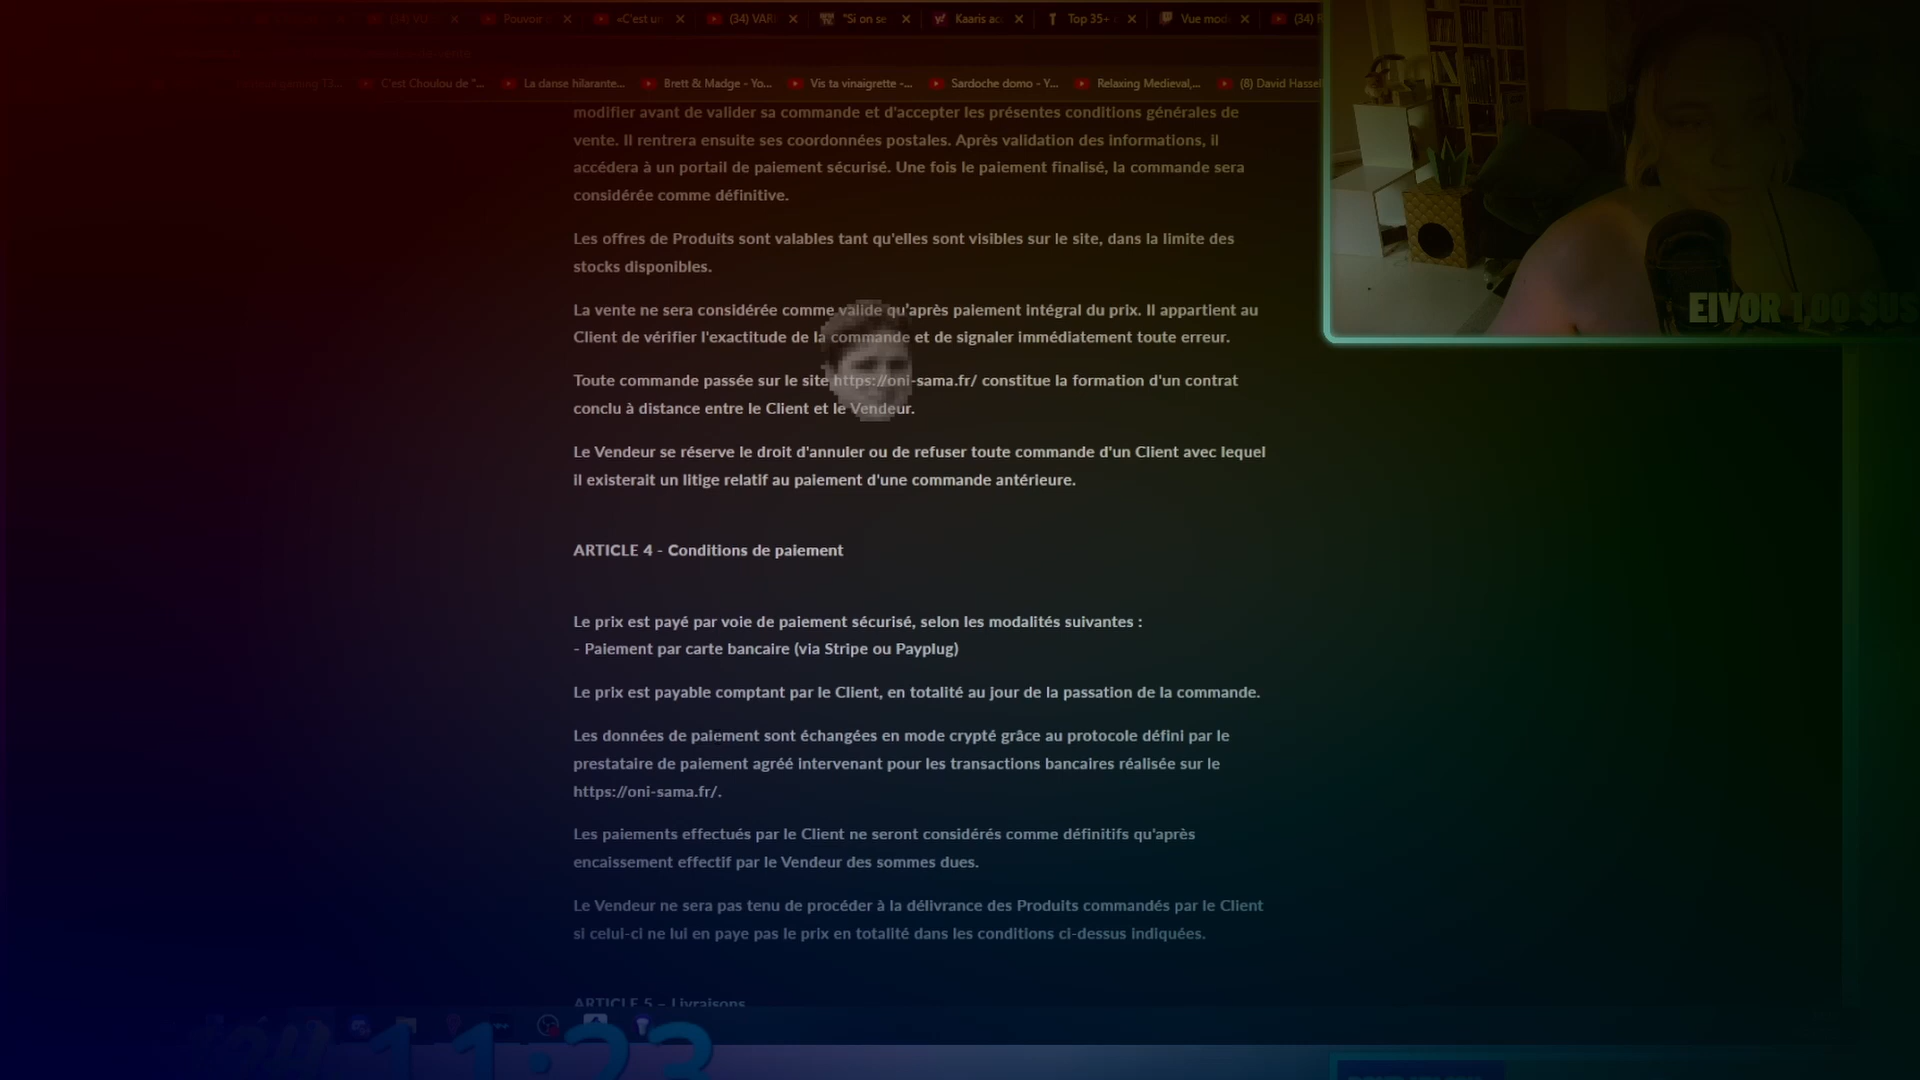 (34) VU
Pouvoir
«C'est un
(34) VARI
"Si on se
Kaaris ac
Top 35+
Vue mod
(34) R
C'est Choulou de "...
La danse hilarante...
Brett & Madge - Yo...
Vis ta vinaigrette -...
Sardoche domo - Y...
Relaxing Medieval,...
(8) David Hassel
modifier avant de valider sa commande et d'accepter les présentes conditions générales de
vente. Il rentrera ensuite ses coordonnées postales. Après validation des informations, il
accédera à un portail de paiement sécurisé. Une fois le paiement finalisé, la commande sera
considérée comme définitive.
Les offres de Produits sont valables tant qu'elles sont visibles sur le site, dans la limite des
stocks disponibles.
La vente ne sera considérée comme valide qu'après paiement intégral du prix. Il appartient au
Client de vérifier l'exactitude de la commande et de signaler immédiatement toute erreur.
Toute commande passée sur le site https://oni-sama.fr/ constitue la formation d'un contrat
conclu à distance entre le Client et le Vendeur.
Le Vendeur se réserve le droit d'annuler ou de refuser toute commande d'un Client avec lequel
il existerait un litige relatif au paiement d'une commande antérieure.
ARTICLE 4 - Conditions de paiement
Le prix est payé par voie de paiement sécurisé, selon les modalités suivantes :
- Paiement par carte bancaire (via Stripe ou Payplug)
Le prix est payable comptant par le Client, en totalité au jour de la passation de la commande.
Les données de paiement sont échangées en mode crypté grâce au protocole défini par le
prestataire de paiement agréé intervenant pour les transactions bancaires réalisée sur le
https://oni-sama.fr/.
Les paiements effectués par le Client ne seront considérés comme définitifs qu'après
encaissement effectif par le Vendeur des sommes dues.
Le Vendeur ne sera pas tenu de procéder à la délivrance des Produits commandés par le Client
si celui-ci ne lui en paye pas le prix en totalité dans les conditions ci-dessus indiquées.
ARTICLE 5 – Livraisons
EIVOR 1,00 $US
11:23